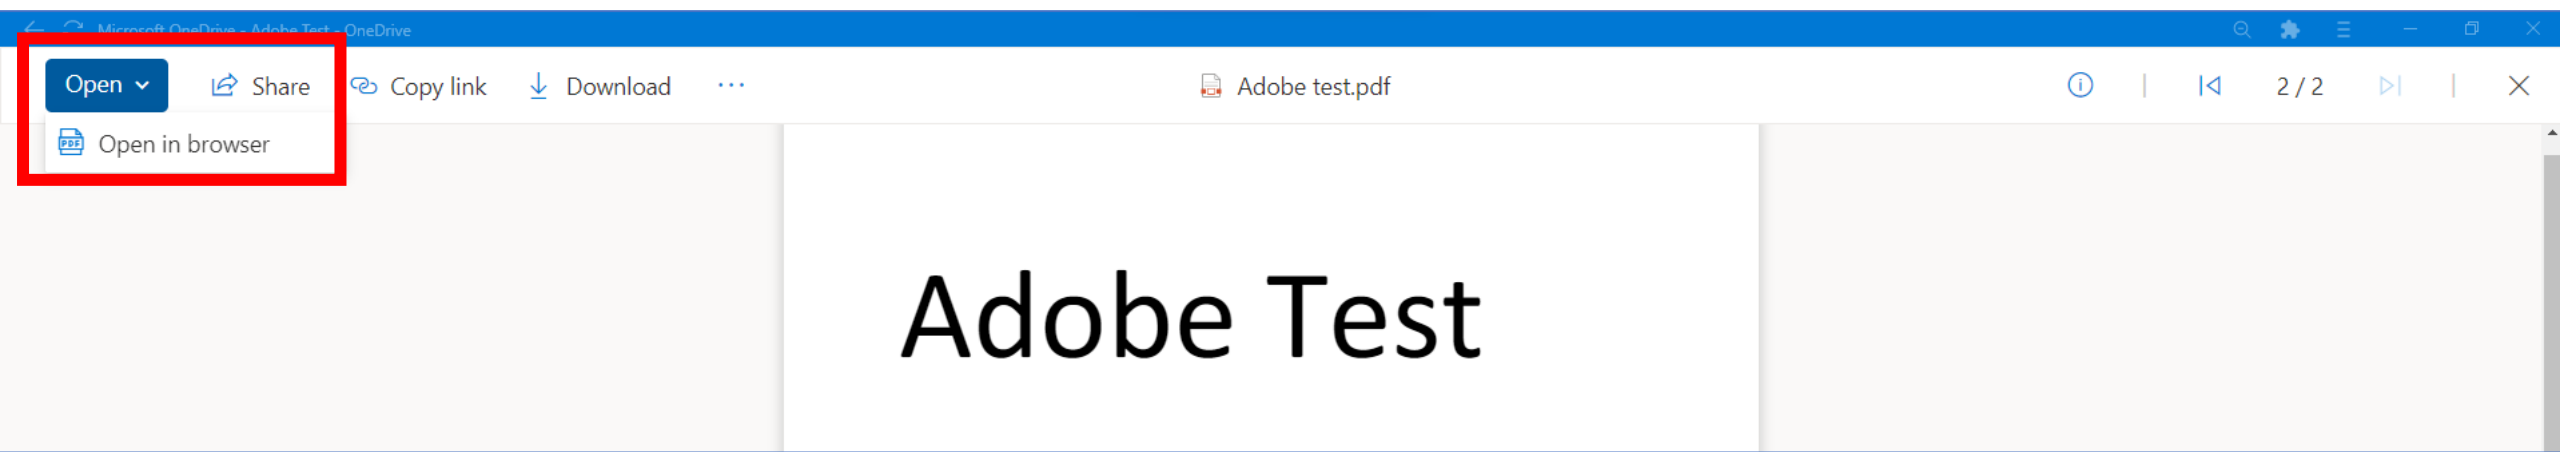 Microsoft OneDrive - Adobe Test - OneDrive
Open Share Copy link Download ··· Adobe test.pdf 2 / 2
PDF Open in browser
Adobe Test